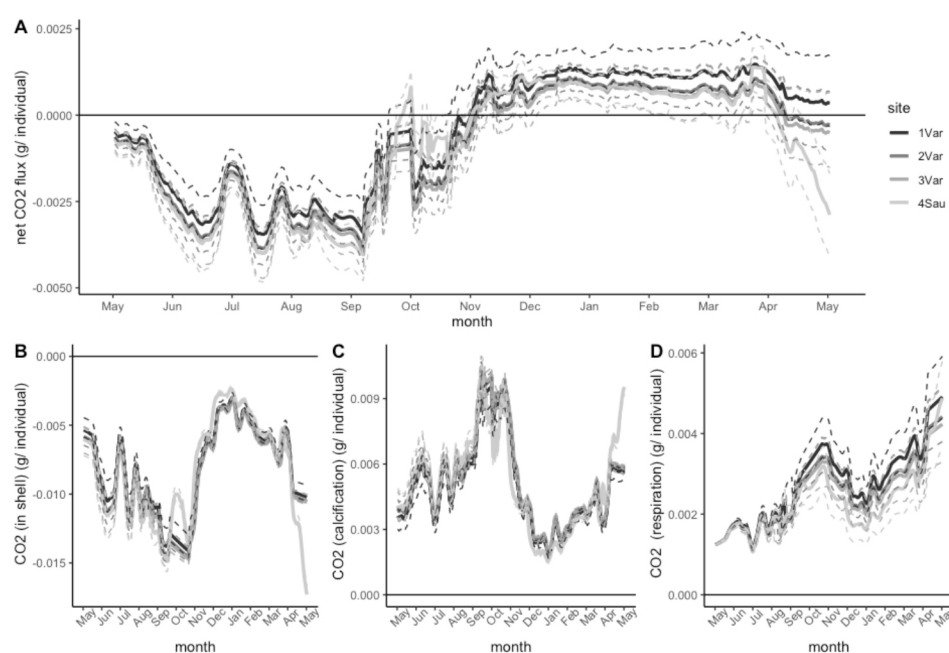 A
net CO2 flux (g/ individual)
0.0025
0.0000
-0.0025
-0.0050
May Jun Jul Aug Sep Oct Nov Dec Jan Feb Mar Apr May
month
site
1Var
2Var
3Var
4Sau
B
CO2 (in shell) (g/ individual)
0.000
-0.005
-0.010
-0.015
May Jun Jul Aug Sep Oct Nov Dec Jan Feb Mar Apr May
month
C
CO2 (calcification) (g/ individual)
0.009
0.006
0.003
0.000
May Jun Jul Aug Sep Oct Nov Dec Jan Feb Mar Apr May
month
D
CO2 (respiration) (g/ individual)
0.006
0.004
0.002
0.000
May Jun Jul Aug Sep Oct Nov Dec Jan Feb Mar Apr Ma
month